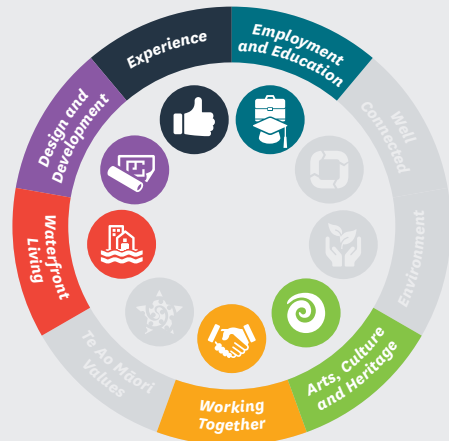 Experience
Employment
and Education
Well
Connected
Environment
Arts, Culture
and Heritage
Working
Together
Te Ao Māori
Values
Waterfront
Living
Design and
Development